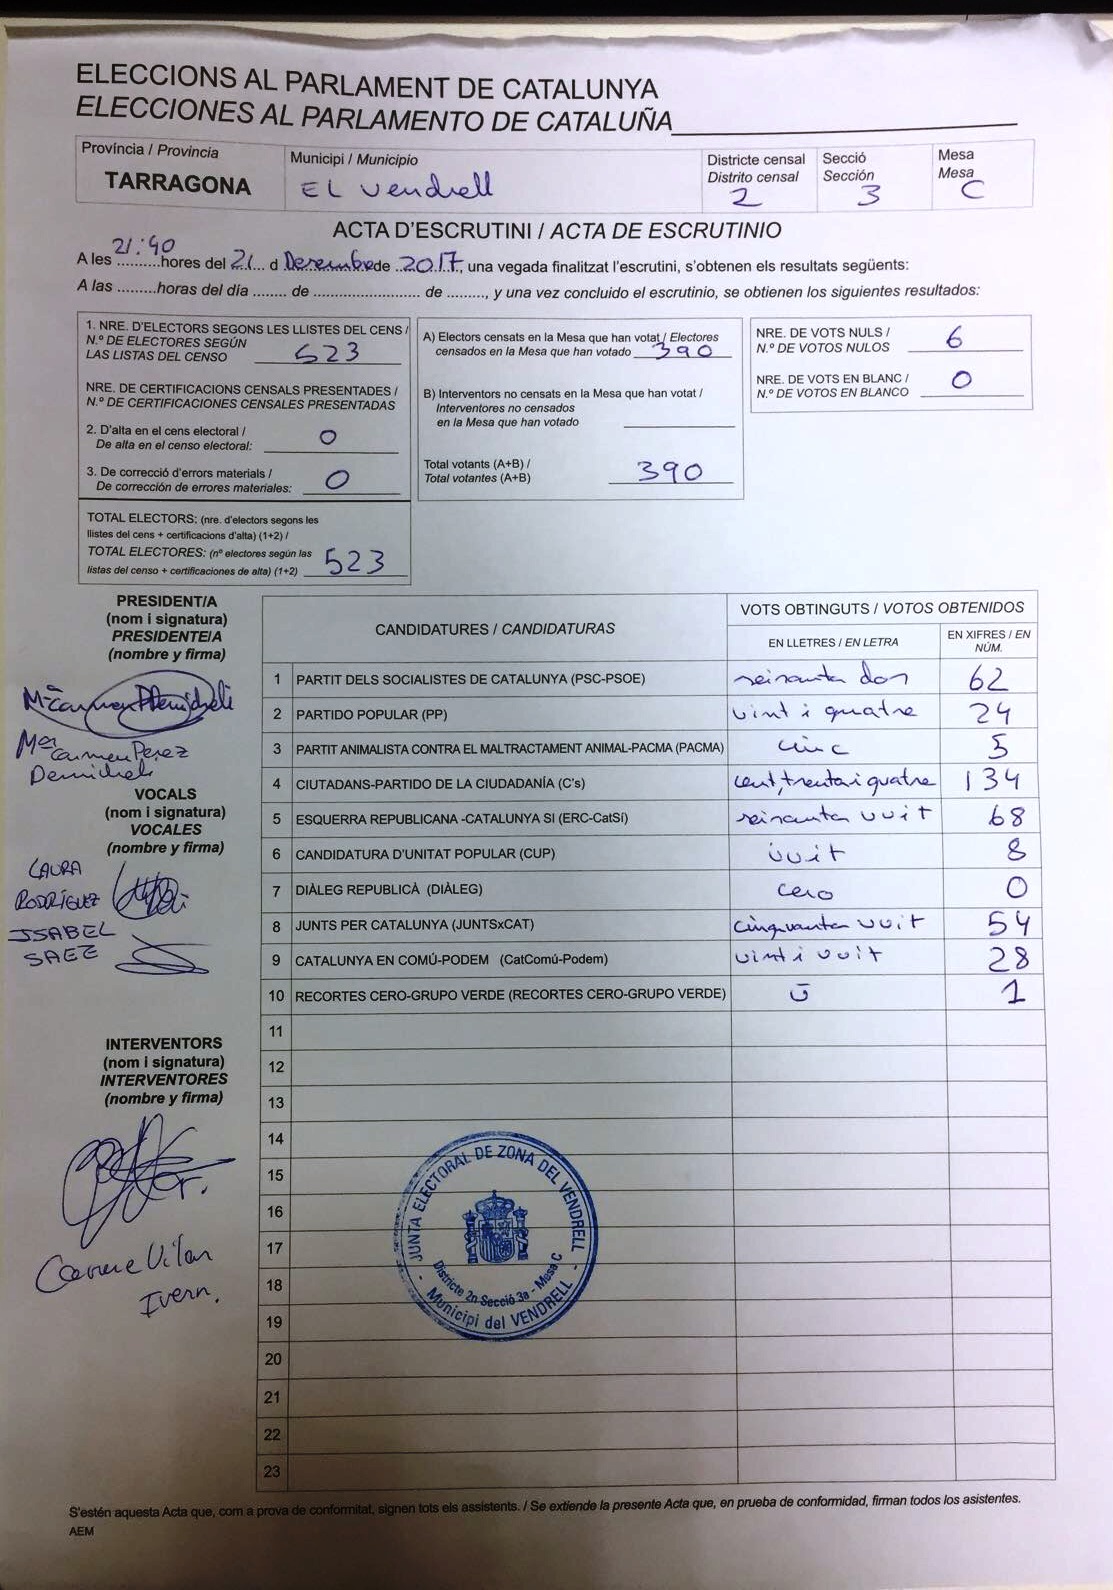 ELECCIONS AL PARLAMENT DE CATALUNYA
ELECCIONES AL PARLAMENTO DE CATALUÑA
Província / Provincia
TARRAGONA
Municipi / Municipio
EL Vendrell
Districte censal
Distrito censal
2
Secció
Sección
3
Mesa
Mesa
C
ACTA D'ESCRUTINI / ACTA DE ESCRUTINIO
A les 21:40 hores del 21 d Desembre de 2017, una vegada finalitzat l'escrutini, s'obtenen els resultats següents:
A las .........horas del día ....... de ....................... de ........, y una vez concluido el escrutinio, se obtienen los siguientes resultados:
1. NRE. D'ELECTORS SEGONS LES LLISTES DEL CENS /
N.º DE ELECTORES SEGÚN
LAS LISTAS DEL CENSO 523
NRE. DE CERTIFICACIONS CENSALS PRESENTADES /
N.º DE CERTIFICACIONES CENSALES PRESENTADAS
2. D'alta en el cens electoral /
De alta en el censo electoral: 0
3. De correcció d'errors materials /
De corrección de errores materiales: 0
TOTAL ELECTORS: (nre. d'electors segons les
llistes del cens + certificacions d'alta) (1+2) /
TOTAL ELECTORES: (nº electores según las
listas del censo + certificaciones de alta) (1+2) 523
A) Electors censats en la Mesa que han votat / Electores
censados en la Mesa que han votado 390
B) Interventors no censats en la Mesa que han votat /
Interventores no censados
en la Mesa que han votado
Total votants (A+B) /
Total votantes (A+B) 390
NRE. DE VOTS NULS /
N.º DE VOTOS NULOS 6
NRE. DE VOTS EN BLANC /
N.º DE VOTOS EN BLANCO 0
PRESIDENT/A
(nom i signatura)
PRESIDENTE/A
(nombre y firma)
Mª Carmen Demicheli
Mª
Carmen Perez
Demicheli
VOCALS
(nom i signatura)
VOCALES
(nombre y firma)
LAURA
RODRÍGUEZ
ISABEL
SAEZ
INTERVENTORS
(nom i signatura)
INTERVENTORES
(nombre y firma)
Carme Vilan
Ivern.
CANDIDATURES / CANDIDATURAS
VOTS OBTINGUTS / VOTOS OBTENIDOS
EN LLETRES / EN LETRA
EN XIFRES / EN
NÚM.
1 PARTIT DELS SOCIALISTES DE CATALUNYA (PSC-PSOE) seixanta dos 62
2 PARTIDO POPULAR (PP) vint i quatre 24
3 PARTIT ANIMALISTA CONTRA EL MALTRACTAMENT ANIMAL-PACMA (PACMA) cinc 5
4 CIUTADANS-PARTIDO DE LA CIUDADANÍA (C's) cent, trenta i quatre 134
5 ESQUERRA REPUBLICANA -CATALUNYA SI (ERC-CatSí) seixanta vuit 68
6 CANDIDATURA D'UNITAT POPULAR (CUP) vuit 8
7 DIÀLEG REPUBLICÀ (DIÀLEG) cero 0
8 JUNTS PER CATALUNYA (JUNTSxCAT) cinquanta vuit 54
9 CATALUNYA EN COMÚ-PODEM (CatComú-Podem) vint i vuit 28
10 RECORTES CERO-GRUPO VERDE (RECORTES CERO-GRUPO VERDE) 1
11
12
13
14
15
16
17
18
19
20
21
22
23
JUNTA ELECTORAL DE ZONA DEL VENDRELL
Districte 2n Secció 3a - Mesa C
- Municipi del VENDRELL -
S'estén aquesta Acta que, com a prova de conformitat, signen tots els assistents. / Se extiende la presente Acta que, en prueba de conformidad, firman todos los asistentes.
AEM